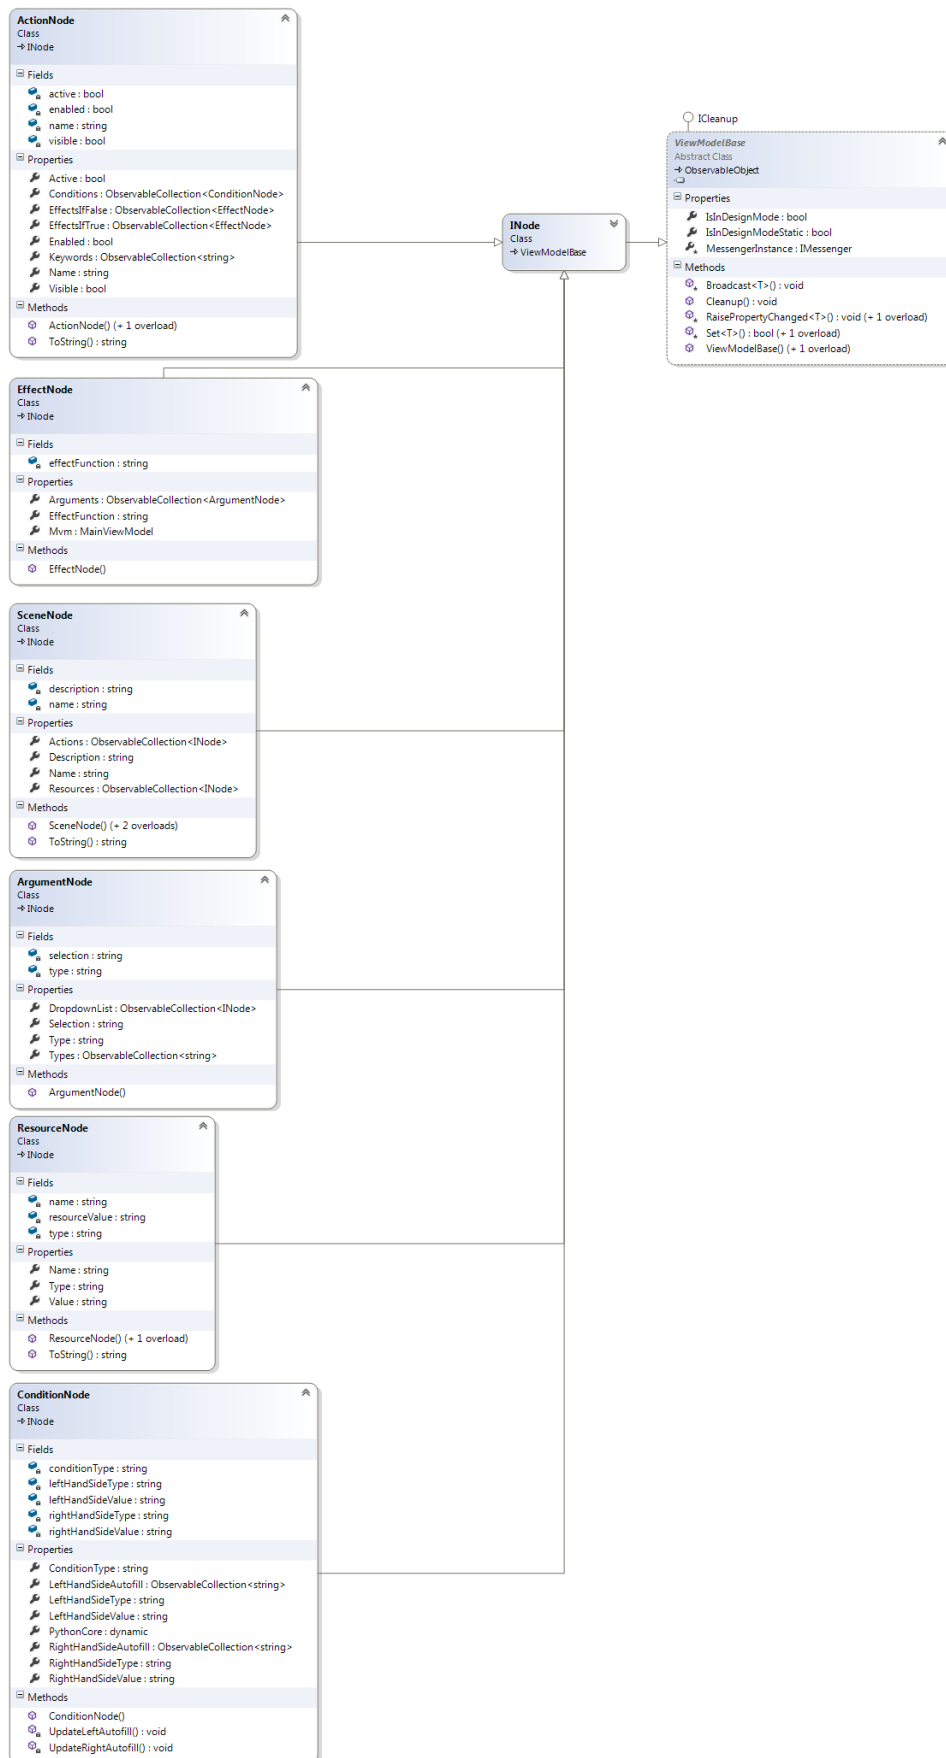 ActionNode
Class
INode
Fields
active : bool
enabled : bool
name : string
visible : bool
Properties
Active : bool
Conditions : ObservableCollection<ConditionNode>
EffectsIfFalse : ObservableCollection<EffectNode>
EffectsIfTrue : ObservableCollection<EffectNode>
Enabled : bool
Keywords : ObservableCollection<string>
Name : string
Visible : bool
Methods
ActionNode() (+ 1 overload)
ToString() : string
INode
Class
ViewModelBase
ICleanup
ViewModelBase
Abstract Class
ObservableObject
Properties
IsInDesignMode : bool
IsInDesignModeStatic : bool
MessengerInstance : IMessenger
Methods
Broadcast<T>() : void
Cleanup() : void
RaisePropertyChanged<T>() : void (+ 1 overload)
Set<T>() : bool (+ 1 overload)
ViewModelBase() (+ 1 overload)
EffectNode
Class
INode
Fields
effectFunction : string
Properties
Arguments : ObservableCollection<ArgumentNode>
EffectFunction : string
Mvm : MainViewModel
Methods
EffectNode()
SceneNode
Class
INode
Fields
description : string
name : string
Properties
Actions : ObservableCollection<INode>
Description : string
Name : string
Resources : ObservableCollection<INode>
Methods
SceneNode() (+ 2 overloads)
ToString() : string
ArgumentNode
Class
INode
Fields
selection : string
type : string
Properties
DropdownList : ObservableCollection<INode>
Selection : string
Type : string
Types : ObservableCollection<string>
Methods
ArgumentNode()
ResourceNode
Class
INode
Fields
name : string
resourceValue : string
type : string
Properties
Name : string
Type : string
Value : string
Methods
ResourceNode() (+ 1 overload)
ToString() : string
ConditionNode
Class
INode
Fields
conditionType : string
leftHandSideType : string
leftHandSideValue : string
rightHandSideType : string
rightHandSideValue : string
Properties
ConditionType : string
LeftHandSideAutofill : ObservableCollection<string>
LeftHandSideType : string
LeftHandSideValue : string
PythonCore : dynamic
RightHandSideAutofill : ObservableCollection<string>
RightHandSideType : string
RightHandSideValue : string
Methods
ConditionNode()
UpdateLeftAutofill() : void
UpdateRightAutofill() : void